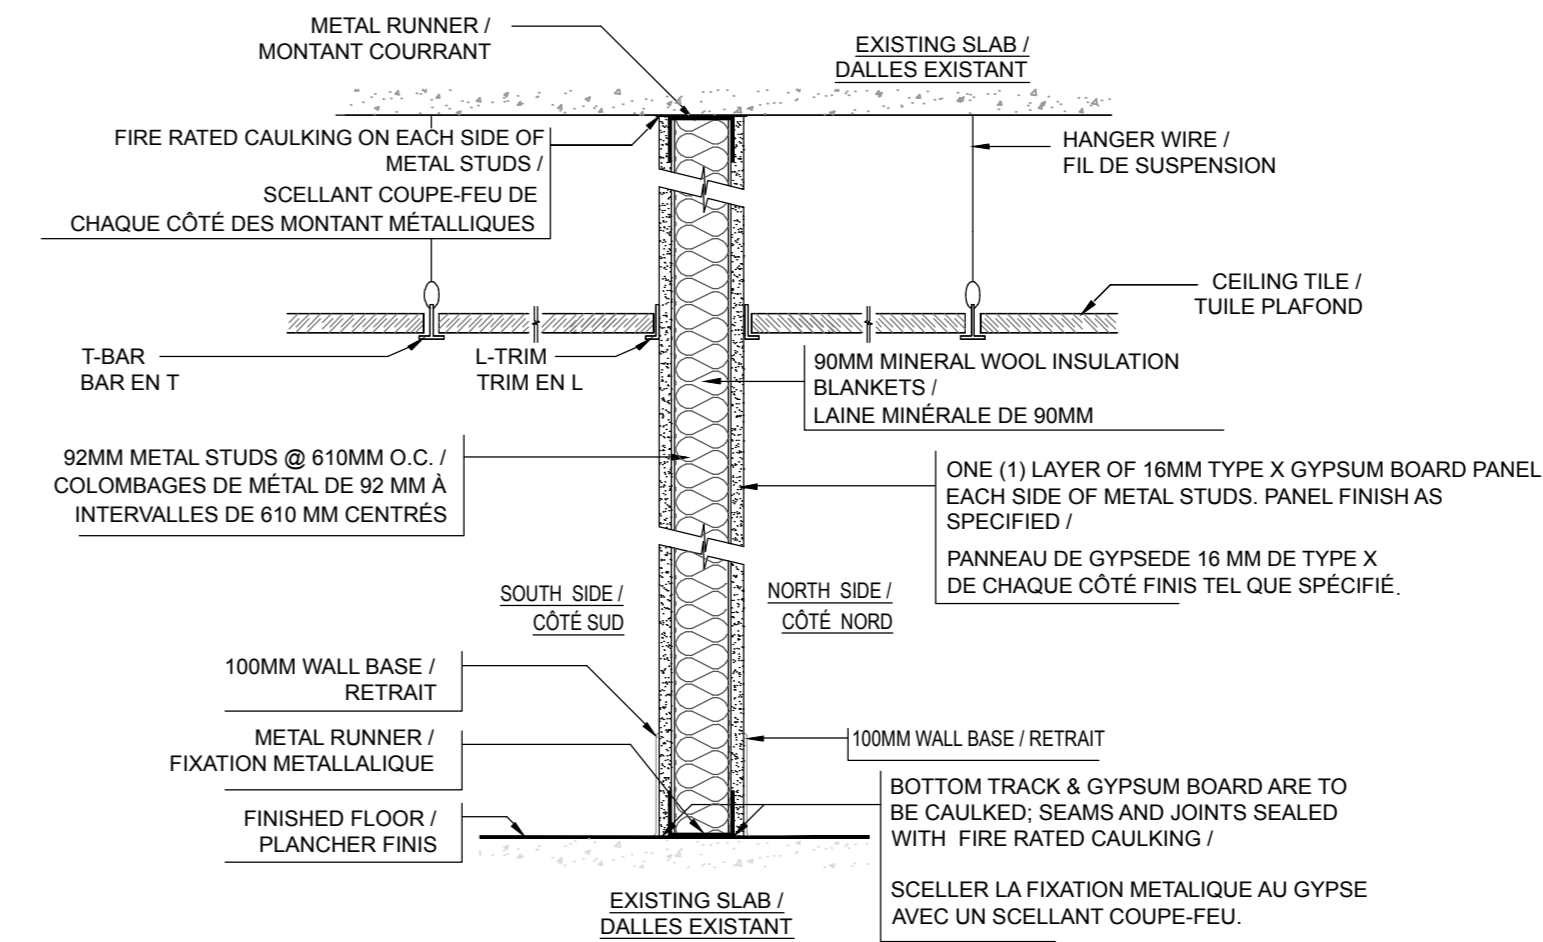 METAL RUNNER /
MONTANT COURRANT
EXISTING SLAB /
DALLES EXISTANT
FIRE RATED CAULKING ON EACH SIDE OF
METAL STUDS /
SCELLANT COUPE-FEU DE
CHAQUE CÔTÉ DES MONTANT MÉTALLIQUES
HANGER WIRE /
FIL DE SUSPENSION
CEILING TILE /
TUILE PLAFOND
T-BAR
BAR EN T
L-TRIM
TRIM EN L
90MM MINERAL WOOL INSULATION
BLANKETS /
LAINE MINÉRALE DE 90MM
92MM METAL STUDS @ 610MM O.C. /
COLOMBAGES DE MÉTAL DE 92 MM À
INTERVALLES DE 610 MM CENTRÉS
ONE (1) LAYER OF 16MM TYPE X GYPSUM BOARD PANEL
EACH SIDE OF METAL STUDS. PANEL FINISH AS
SPECIFIED /
PANNEAU DE GYPSEDE 16 MM DE TYPE X
DE CHAQUE CÔTÉ FINIS TEL QUE SPÉCIFIÉ.
SOUTH SIDE /
CÔTÉ SUD
NORTH SIDE /
CÔTÉ NORD
100MM WALL BASE /
RETRAIT
METAL RUNNER /
FIXATION METALLALIQUE
100MM WALL BASE / RETRAIT
FINISHED FLOOR /
PLANCHER FINIS
BOTTOM TRACK & GYPSUM BOARD ARE TO
BE CAULKED; SEAMS AND JOINTS SEALED
WITH FIRE RATED CAULKING /
SCELLER LA FIXATION METALIQUE AU GYPSE
AVEC UN SCELLANT COUPE-FEU.
EXISTING SLAB /
DALLES EXISTANT